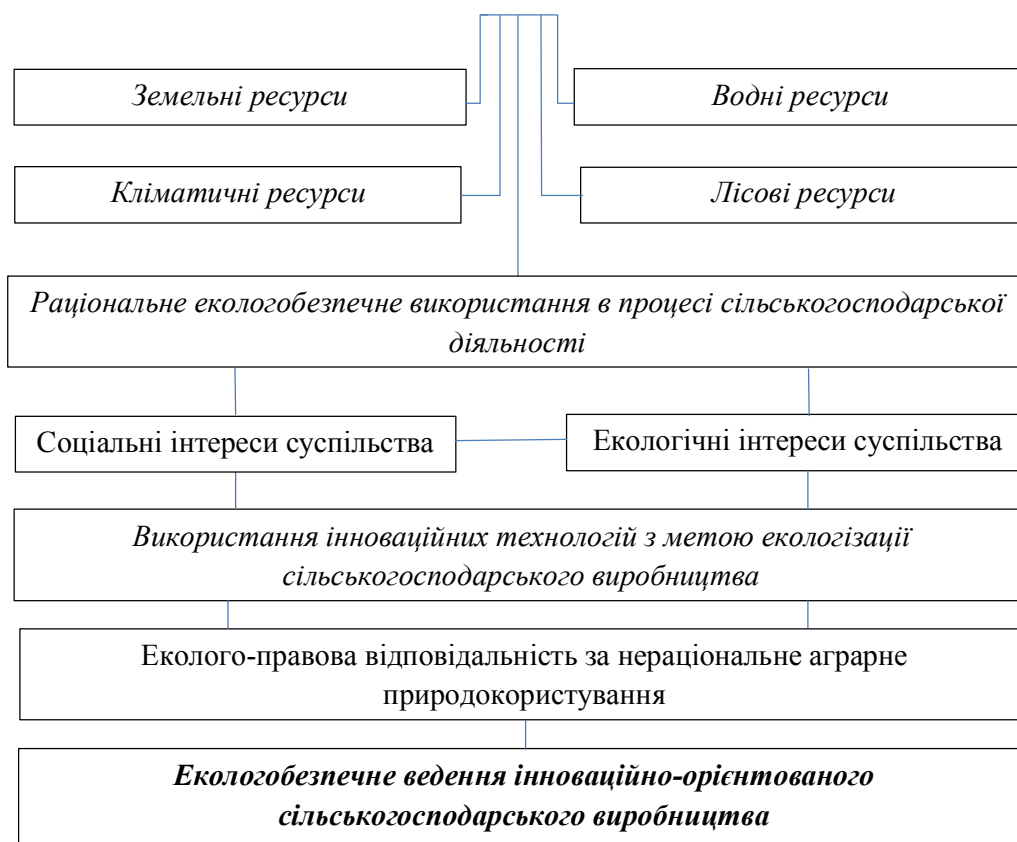 Земельні ресурси
Водні ресурси
Кліматичні ресурси
Лісові ресурси
Раціональне екологобезпечне використання в процесі сільськогосподарської
діяльності
Соціальні інтереси суспільства
Екологічні інтереси суспільства
Використання інноваційних технологій з метою екологізації
сільськогосподарського виробництва
Еколого-правова відповідальність за нераціональне аграрне
природокористування
Екологобезпечне ведення інноваційно-орієнтованого
сільськогосподарського виробництва